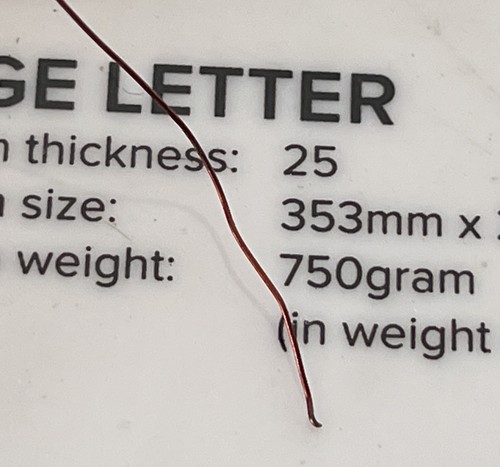 GE LETTER
thickness: 25
size: 353mm x
weight: 750gram
(in weight